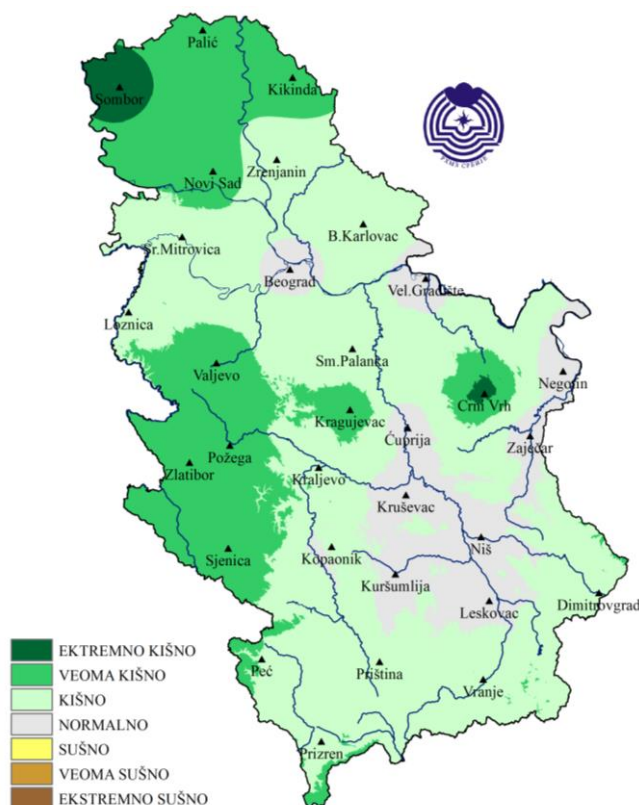 Palić
Sombor
Kikinda
Zrenjanin
Novi Sad
B.Karlovac
Sr.Mitrovica
Beograd
Vel.Gradište
Loznica
Sm.Palanka
Valjevo
Negotin
Crni Vrh
Kragujevac
Ćuprija
Zaječar
Požega
Zlatibor
Kraljevo
Kruševac
Niš
Sjenica
Kopaonik
Kuršumlija
Leskovac
Dimitrovgrad
Peć
Priština
Vranje
Prizren
EKTREMNO KIŠNO
VEOMA KIŠNO
KIŠNO
NORMALNO
SUŠNO
VEOMA SUŠNO
EKSTREMNO SUŠNO